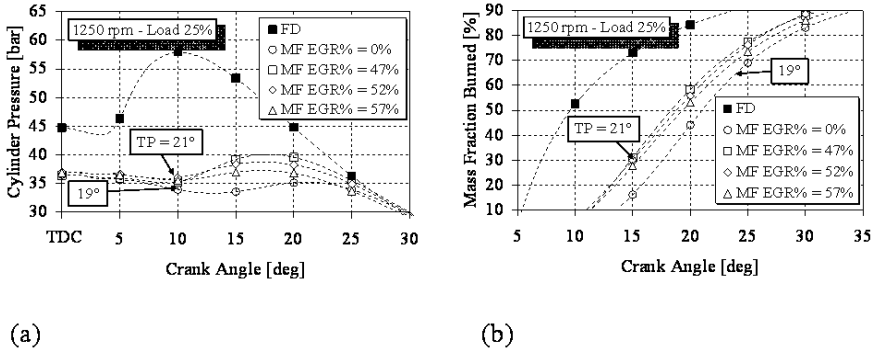 65
60
55
50
45
40
35
30
Cylinder Pressure [bar]
1250 rpm - Load 25%
FD
MF EGR% = 0%
MF EGR% = 47%
MF EGR% = 52%
MF EGR% = 57%
TP = 21°
19°
TDC 5 10 15 20 25 30
Crank Angle [deg]
(a)
90
80
70
60
50
40
30
20
10
Mass Fraction Burned [%]
1250 rpm - Load 25%
19°
TP = 21°
FD
MF EGR% = 0%
MF EGR% = 47%
MF EGR% = 52%
MF EGR% = 57%
5 10 15 20 25 30 35
Crank Angle [deg]
(b)